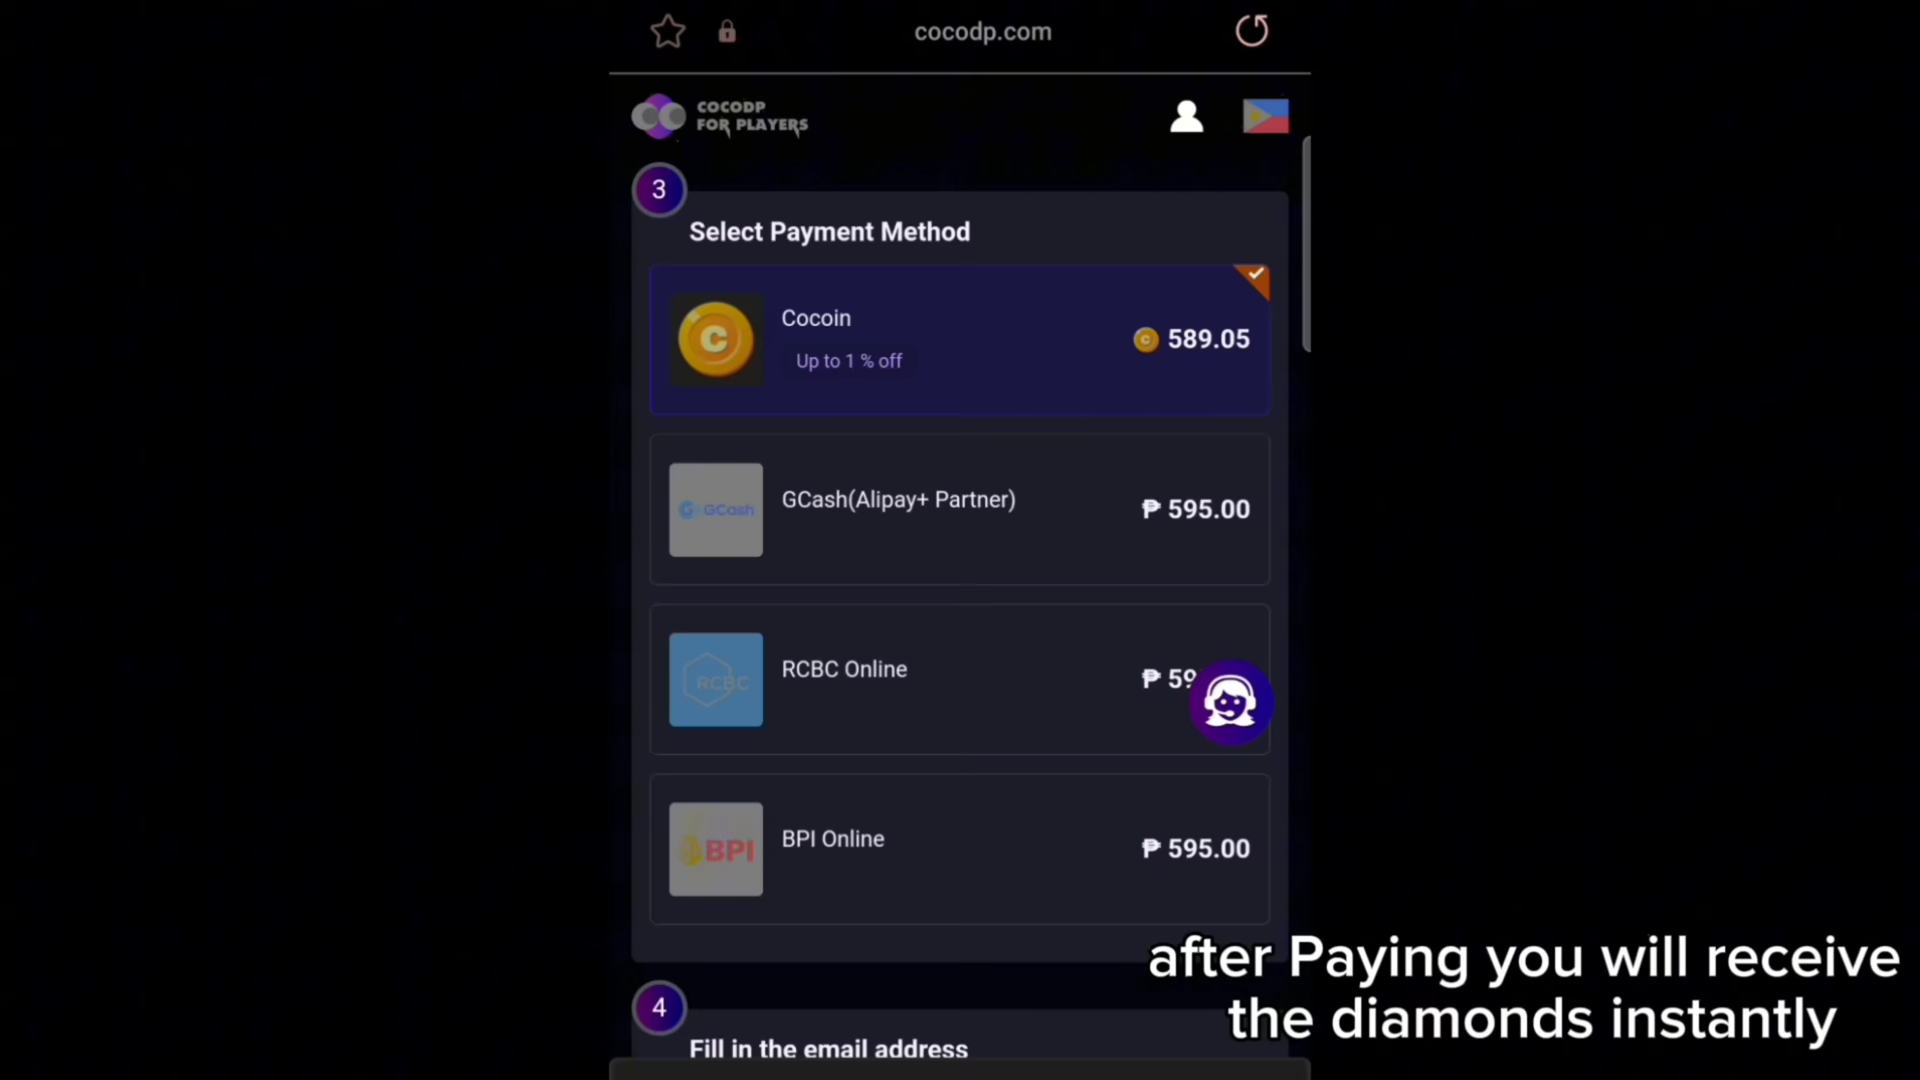 cocodp.com
COCODP
FOR PLAYERS
3
Select Payment Method
Cocoin
Up to 1 % off
C
C
589.05
GCash
GCash(Alipay+ Partner)
₱ 595.00
RCBC
RCBC Online
₱ 59
BPI
BPI Online
₱ 595.00
4
Fill in the email address
after Paying you will receive
the diamonds instantly